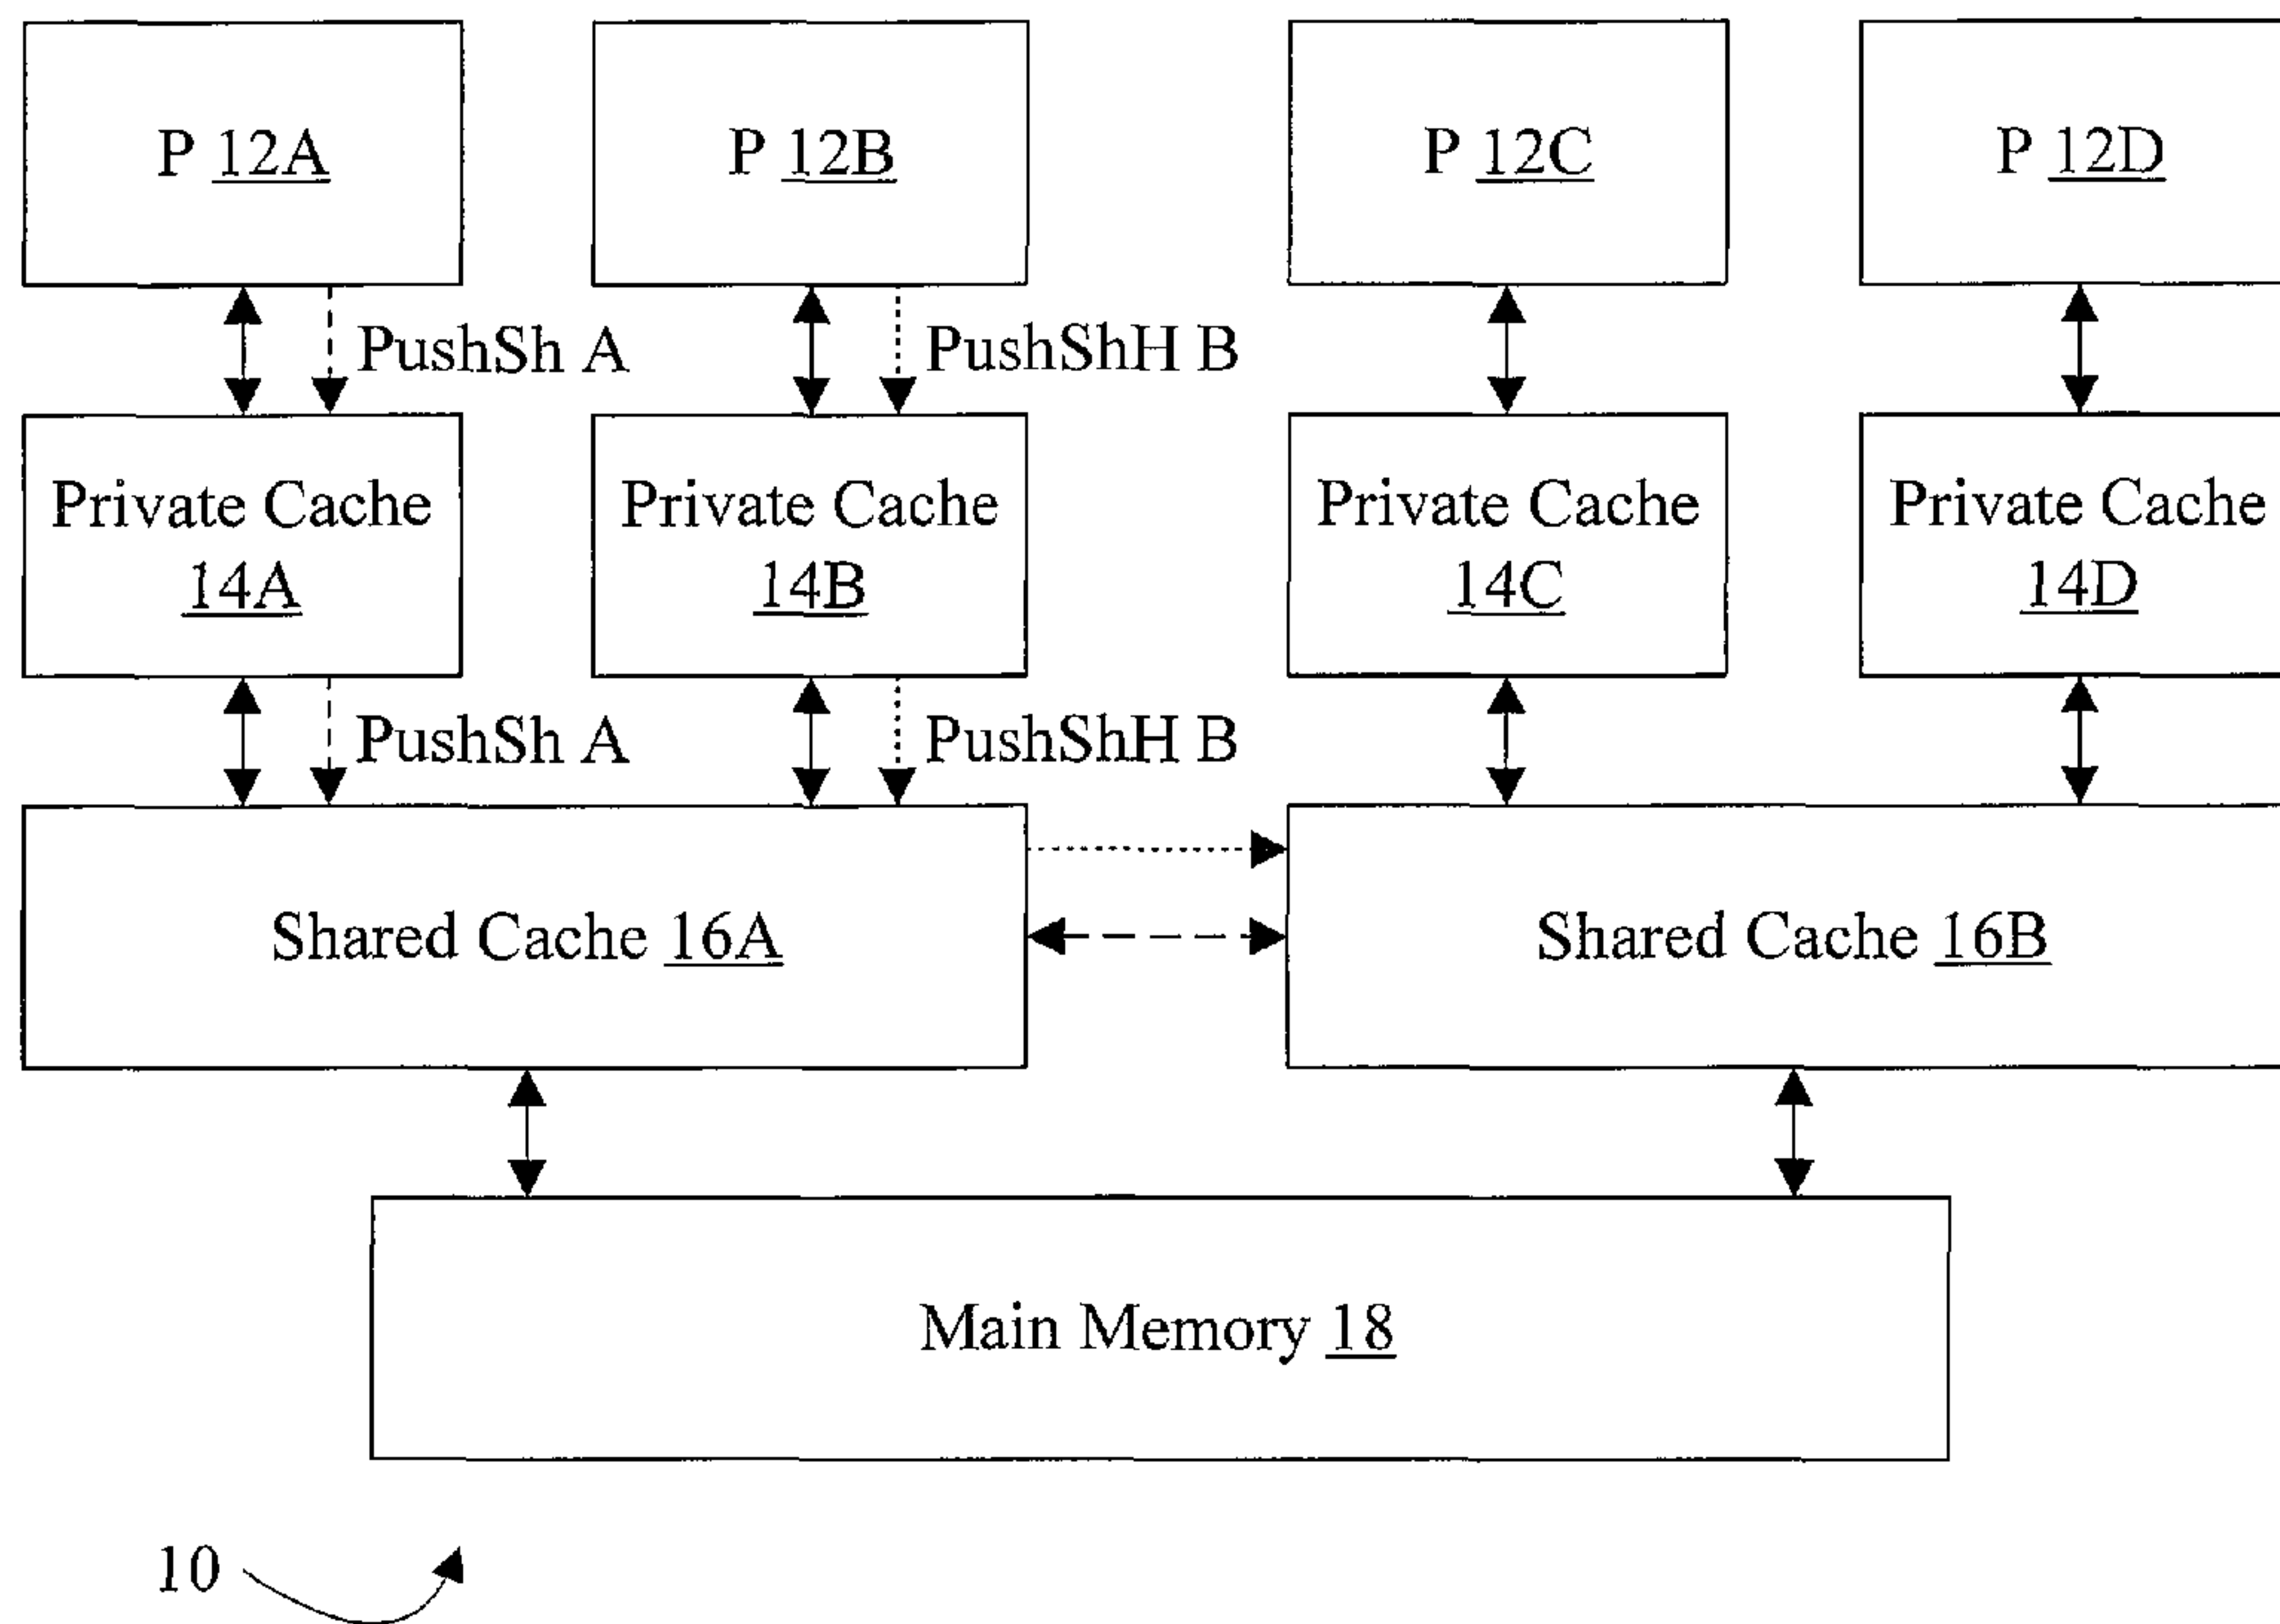 P 12A
P 12B
P 12C
P 12D
PushSh A
PushShH B
Private Cache
14A
Private Cache
14B
Private Cache
14C
Private Cache
14D
PushSh A
PushShH B
Shared Cache 16A
Shared Cache 16B
Main Memory 18
10